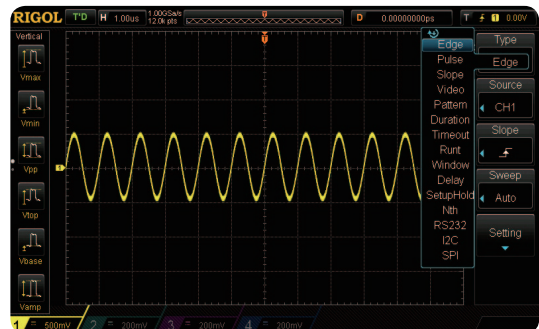 RIGOL T'D H 1.00us 1.00GSa/s 12.0k pts D 0.00000000ps T 1 0.00V
Vertical
Vmax
Vmin
Vpp
Vtop
Vbase
Vamp
Edge
Pulse
Slope
Video
Pattern
Duration
Timeout
Runt
Window
Delay
SetupHold
Nth
RS232
I2C
SPI
Type
Edge
Source
CH1
Slope
Sweep
Auto
Setting
1 = 500mV 2 = 200mV 3 = 200mV 4 = 200mV